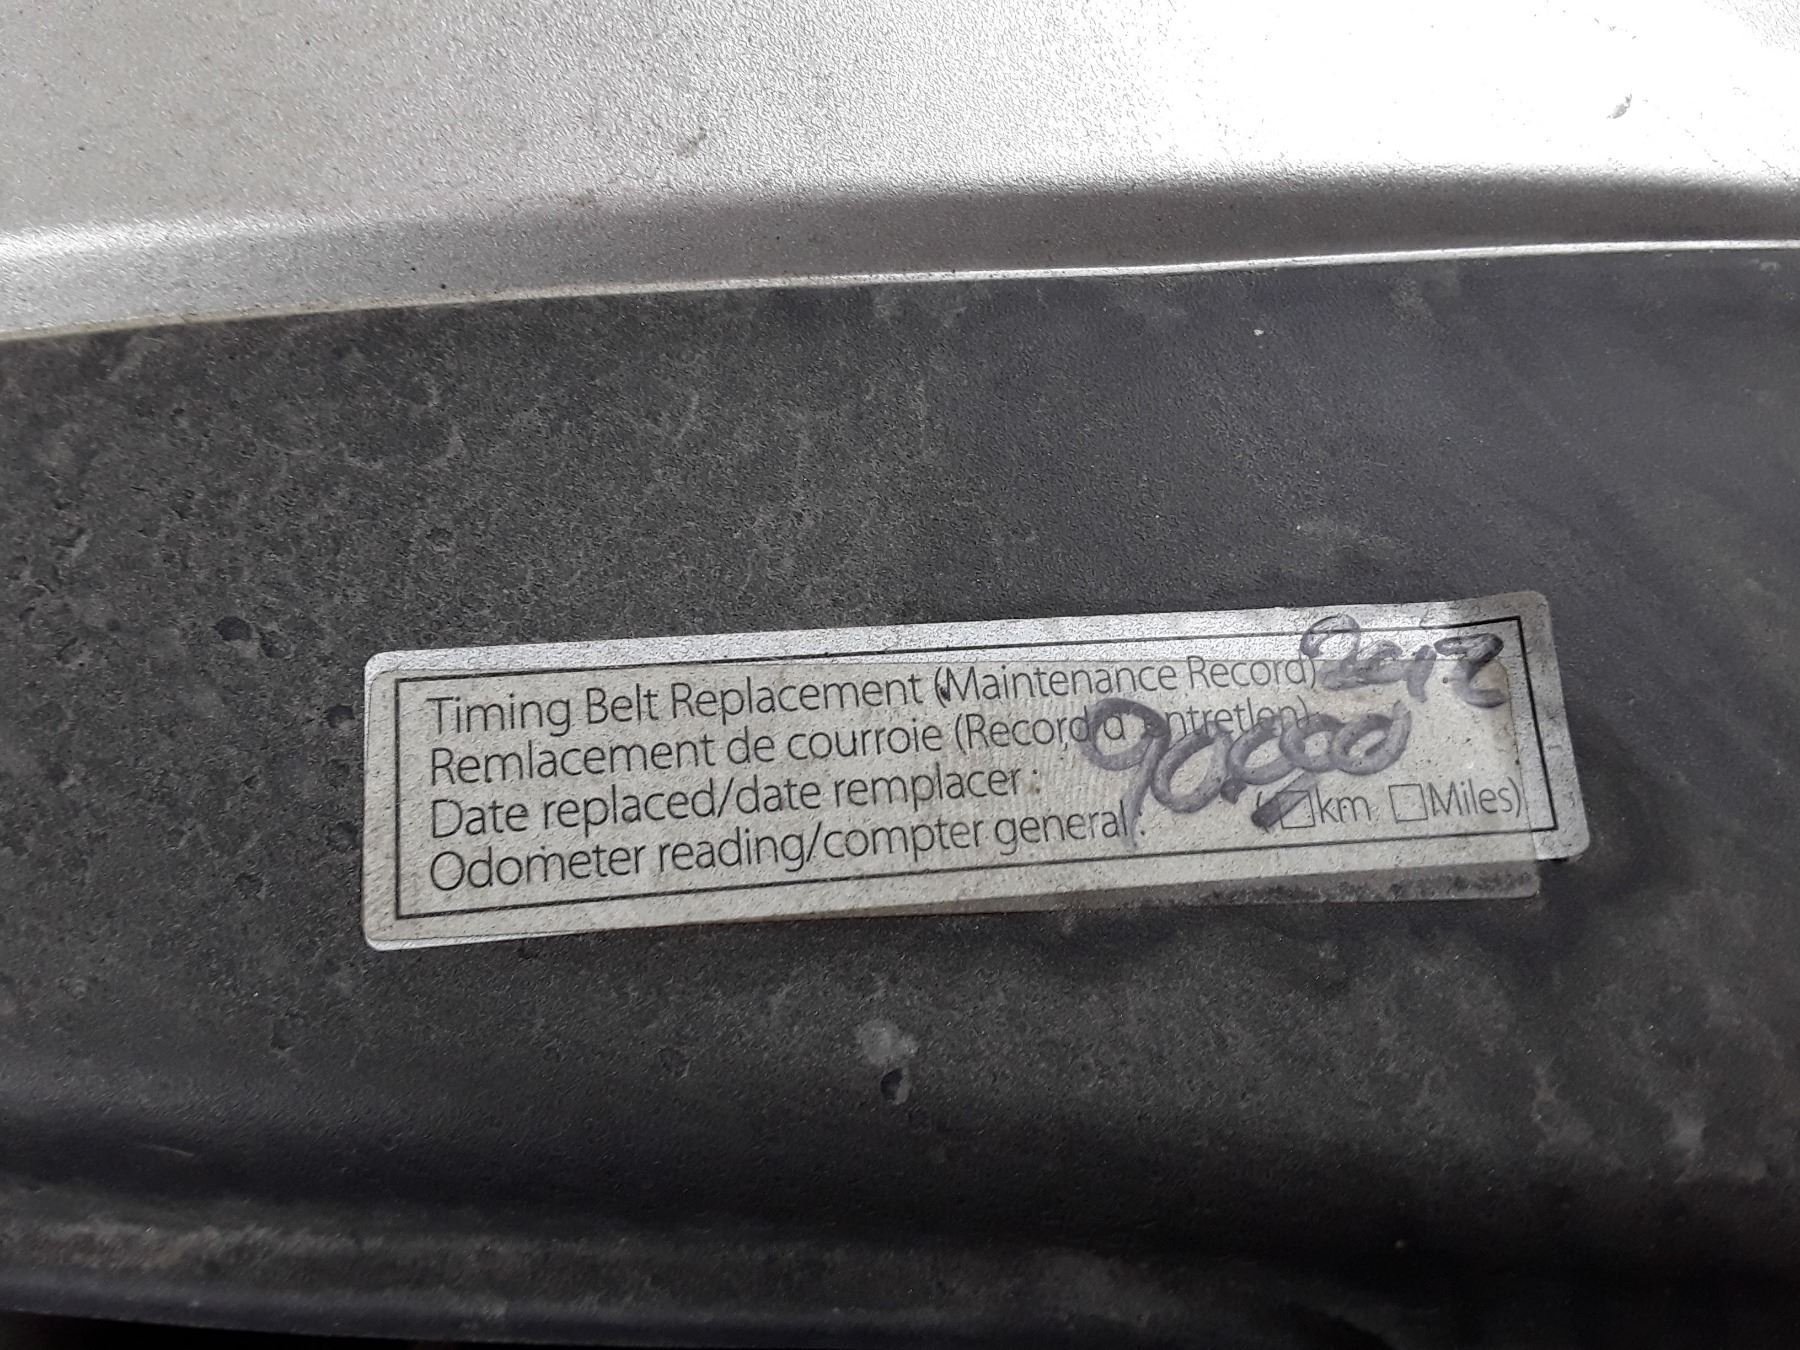 Timing Belt Replacement (Maintenance Record) 2012
Remlacement de courroie (Record d'entretien)
Date replaced/date remplacer : 90,000
Odometer reading/compter general : (☐km ☐Miles)